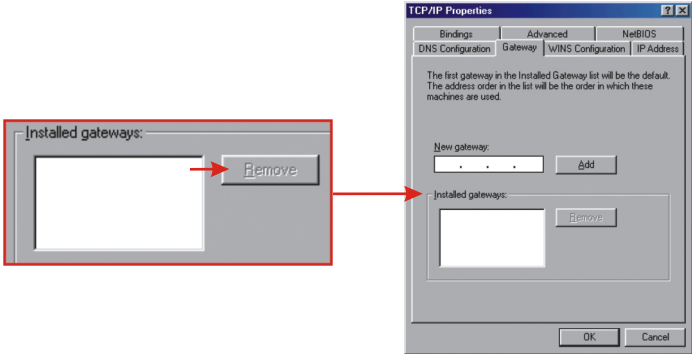 TCP/IP Properties
Bindings Advanced NetBIOS
DNS Configuration Gateway WINS Configuration IP Address
The first gateway in the Installed Gateway list will be the default.
The address order in the list will be the order in which these
machines are used.
New gateway:
. . . Add
Installed gateways:
Remove
Installed gateways:
Remove
OK Cancel